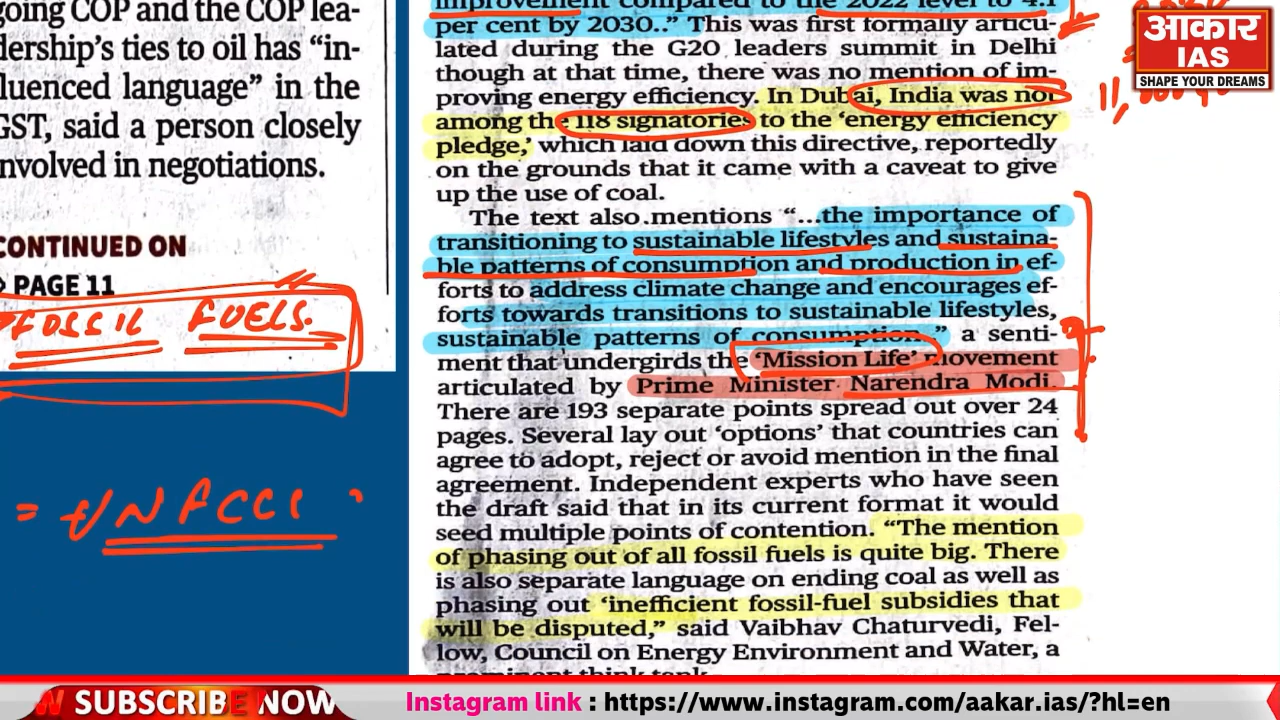 going COP and the COP lea-
dership's ties to oil has “in-
fluenced language” in the
GST, said a person closely
involved in negotiations.
CONTINUED ON
PAGE 11
FOSSIL FUELS.
= UNFCCC
improvement compared to the 2022 level to 4.1
per cent by 2030..” This was first formally articu-
lated during the G20 leaders summit in Delhi
though at that time, there was no mention of im-
proving energy efficiency. In Dubai, India was not
among the 118 signatories to the ‘energy efficiency
pledge,’ which laid down this directive, reportedly
on the grounds that it came with a caveat to give
up the use of coal.
The text also mentions “...the importance of
transitioning to sustainable lifestyles and sustaina-
ble patterns of consumption and production in ef-
forts to address climate change and encourages ef-
forts towards transitions to sustainable lifestyles,
sustainable patterns of consumption..” a senti-
ment that undergirds the ‘Mission Life’ movement
articulated by Prime Minister Narendra Modi.
There are 193 separate points spread out over 24
pages. Several lay out ‘options’ that countries can
agree to adopt, reject or avoid mention in the final
agreement. Independent experts who have seen
the draft said that in its current format it would
seed multiple points of contention. “The mention
of phasing out of all fossil fuels is quite big. There
is also separate language on ending coal as well as
phasing out ‘inefficient fossil-fuel subsidies that
will be disputed,” said Vaibhav Chaturvedi, Fel-
low, Council on Energy Environment and Water, a
prominent think tank
आकार
IAS
SHAPE YOUR DREAMS
SUBSCRIBE NOW
Instagram link : https://www.instagram.com/aakar.ias/?hl=en